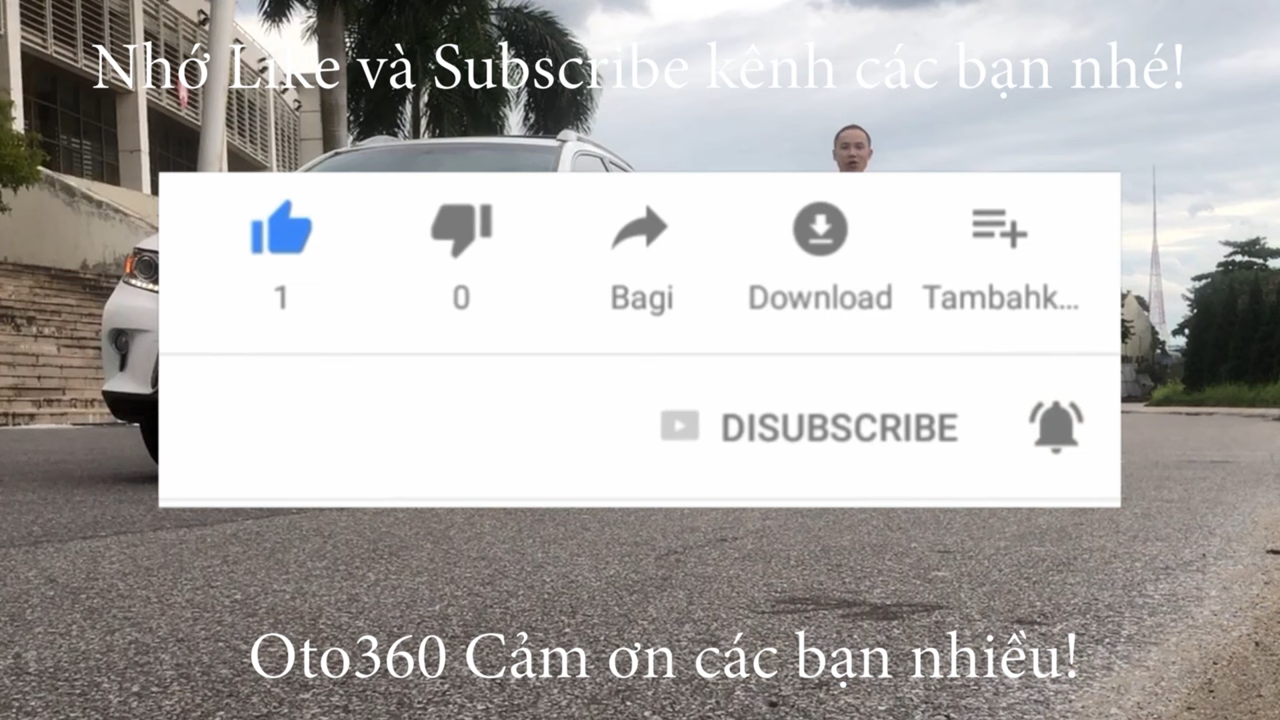 Nhớ Like và Subscribe kênh các bạn nhé!
1 0 Bagi Download Tambahk...
DISUBSCRIBE
Oto360 Cảm ơn các bạn nhiều!